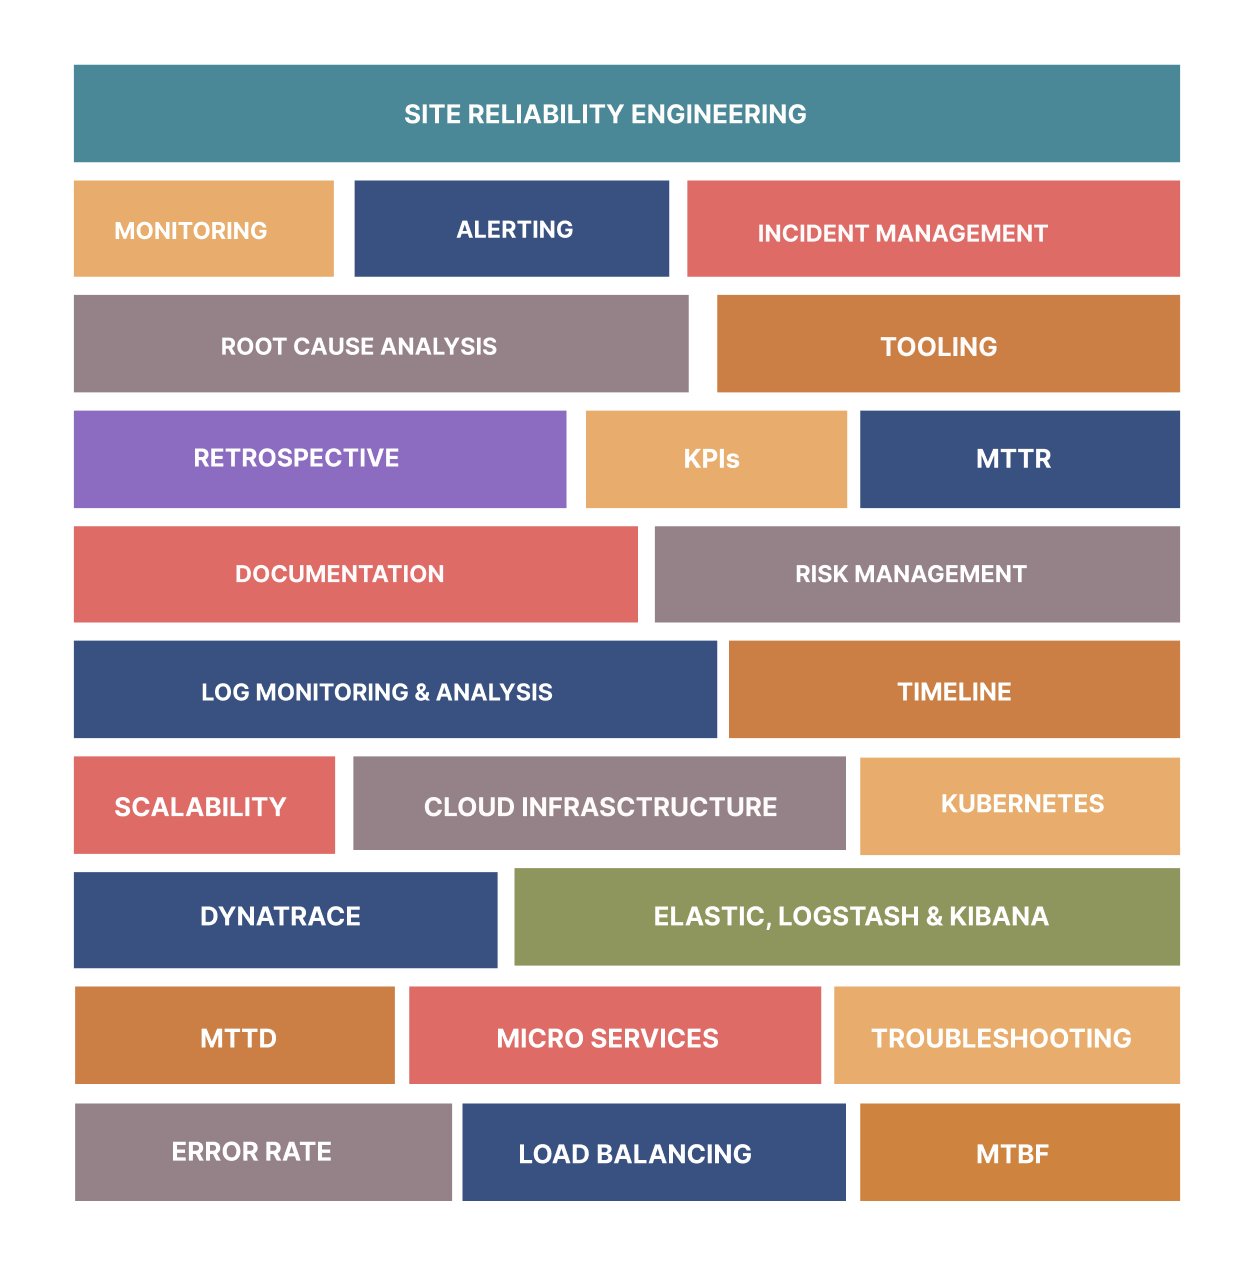 SITE RELIABILITY ENGINEERING
MONITORING
ALERTING
INCIDENT MANAGEMENT
ROOT CAUSE ANALYSIS
TOOLING
RETROSPECTIVE
KPIs
MTTR
DOCUMENTATION
RISK MANAGEMENT
LOG MONITORING & ANALYSIS
TIMELINE
SCALABILITY
CLOUD INFRASCTRUCTURE
KUBERNETES
DYNATRACE
ELASTIC, LOGSTASH & KIBANA
MTTD
MICRO SERVICES
TROUBLESHOOTING
ERROR RATE
LOAD BALANCING
MTBF